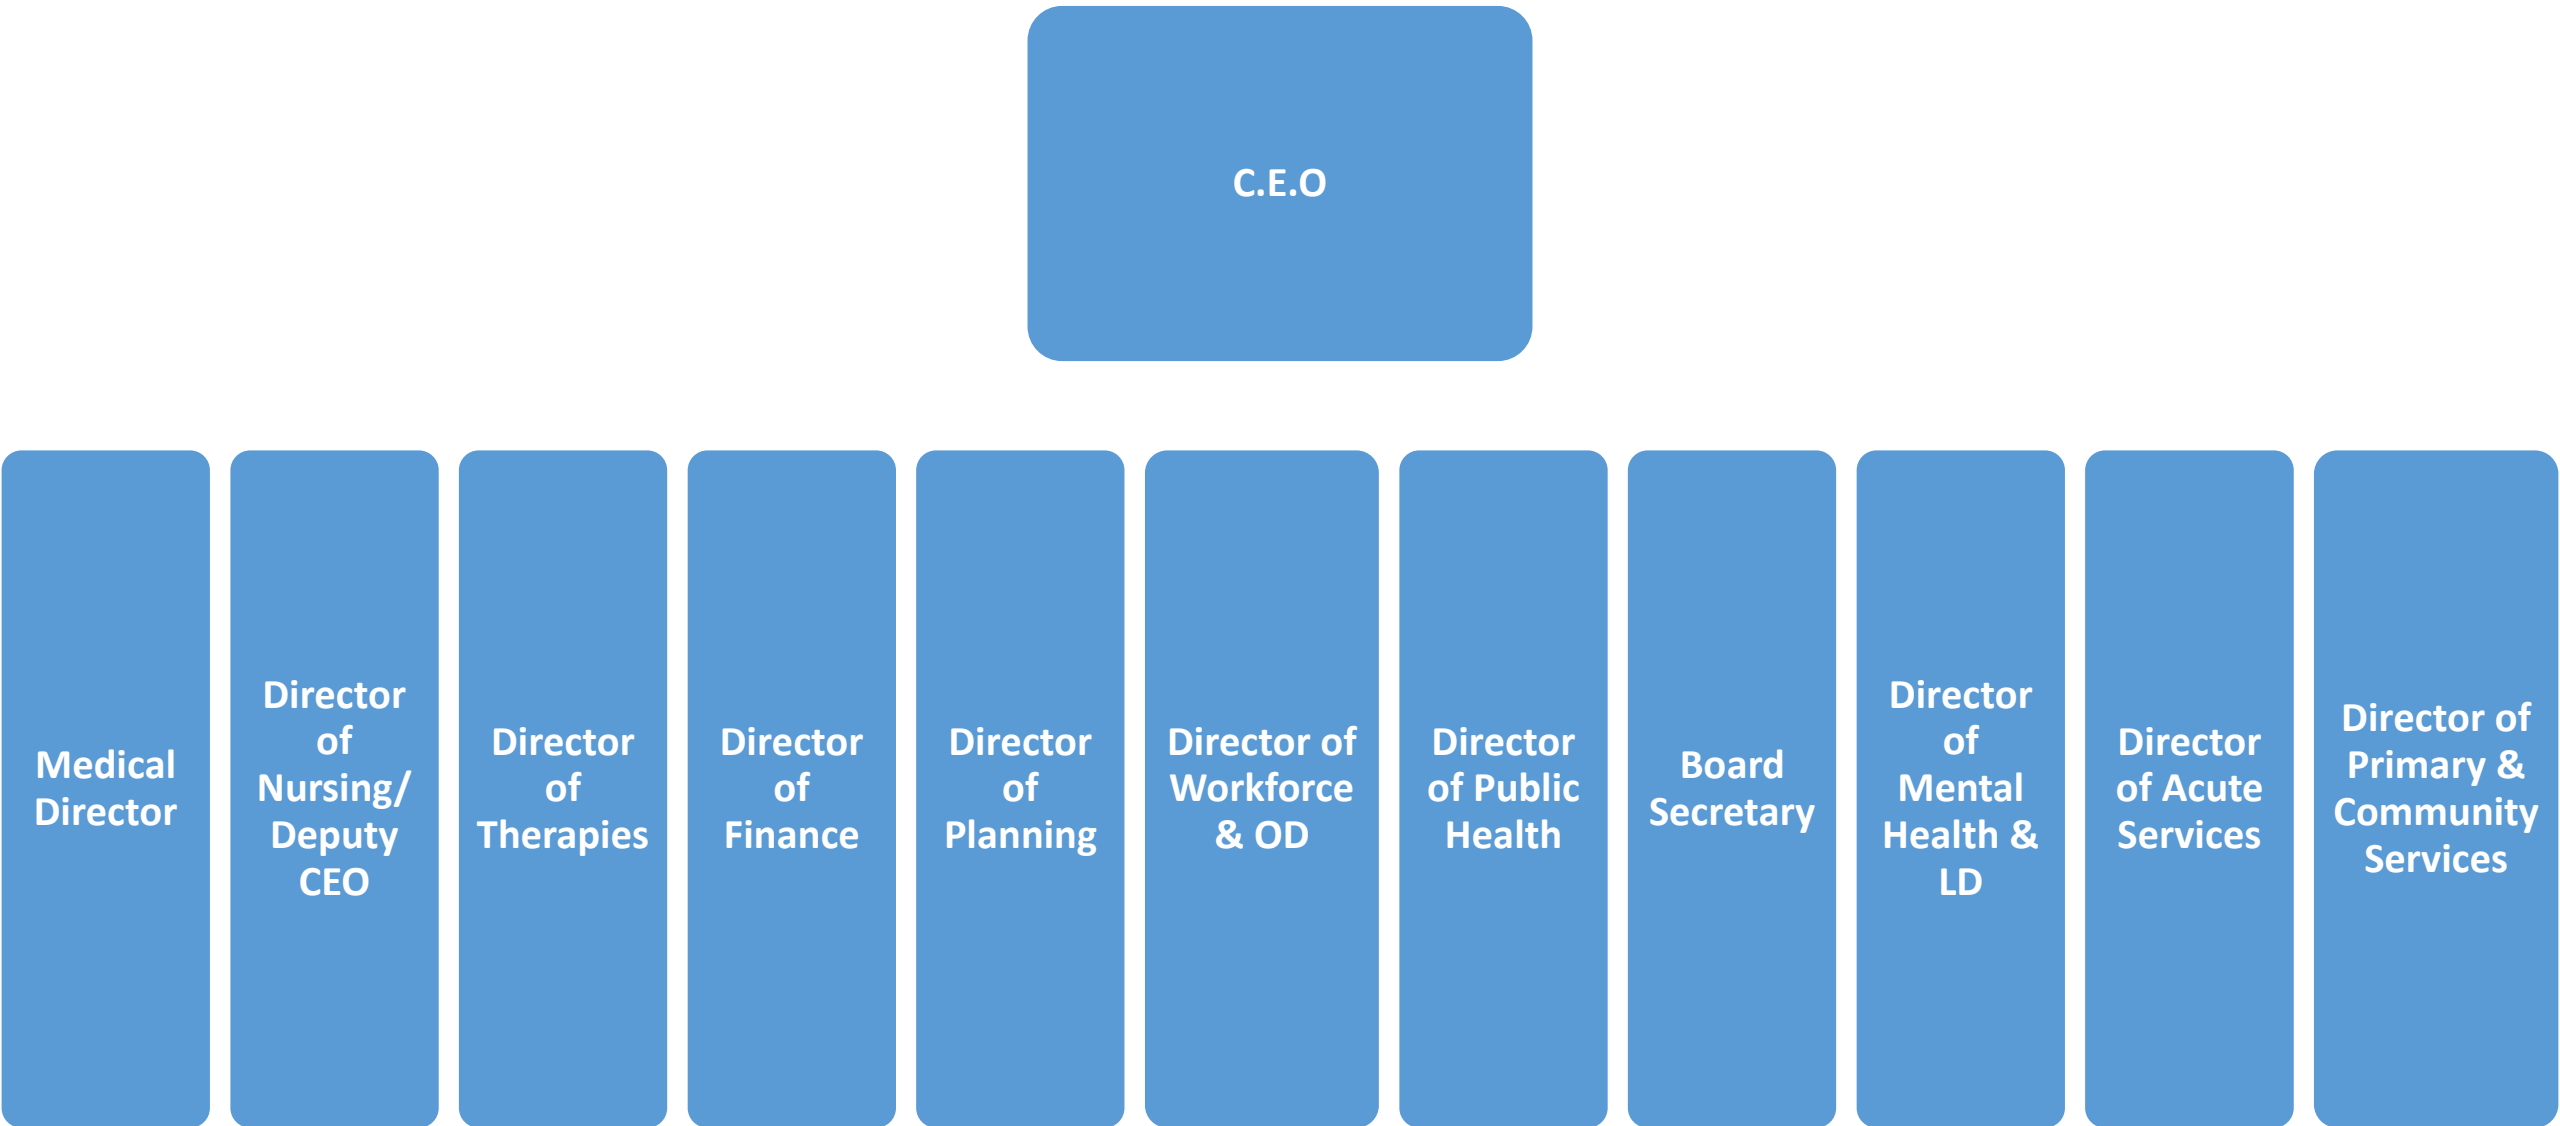 C.E.O
Medical
Director
Director
of
Nursing/
Deputy
CEO
Director
of
Therapies
Director
of
Finance
Director
of
Planning
Director of
Workforce
& OD
Director
of Public
Health
Board
Secretary
Director
of
Mental
Health &
LD
Director
of Acute
Services
Director of
Primary &
Community
Services